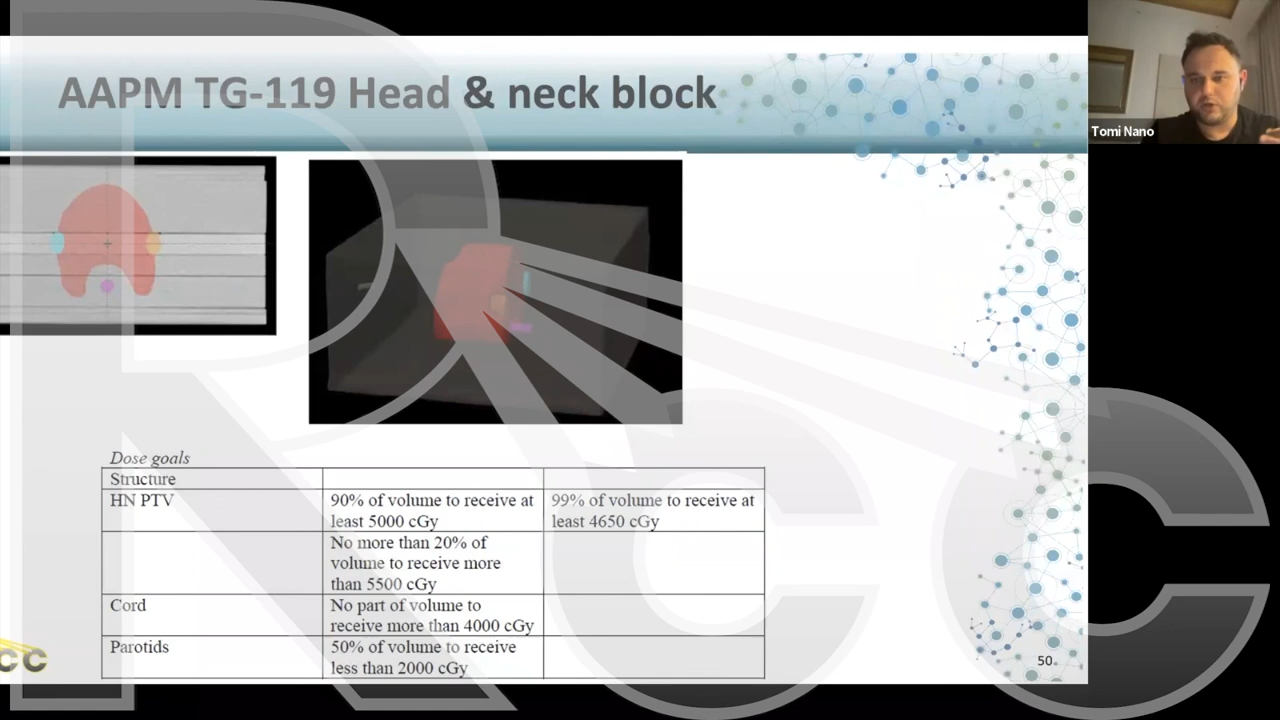 AAPM TG-119 Head & neck block
Tomi Nano
Dose goals
Structure
HN PTV
90% of volume to receive at
least 5000 cGy
99% of volume to receive at
least 4650 cGy
No more than 20% of
volume to receive more
than 5500 cGy
Cord
No part of volume to
receive more than 4000 cGy
Parotids
50% of volume to receive
less than 2000 cGy
50
CC
RCC